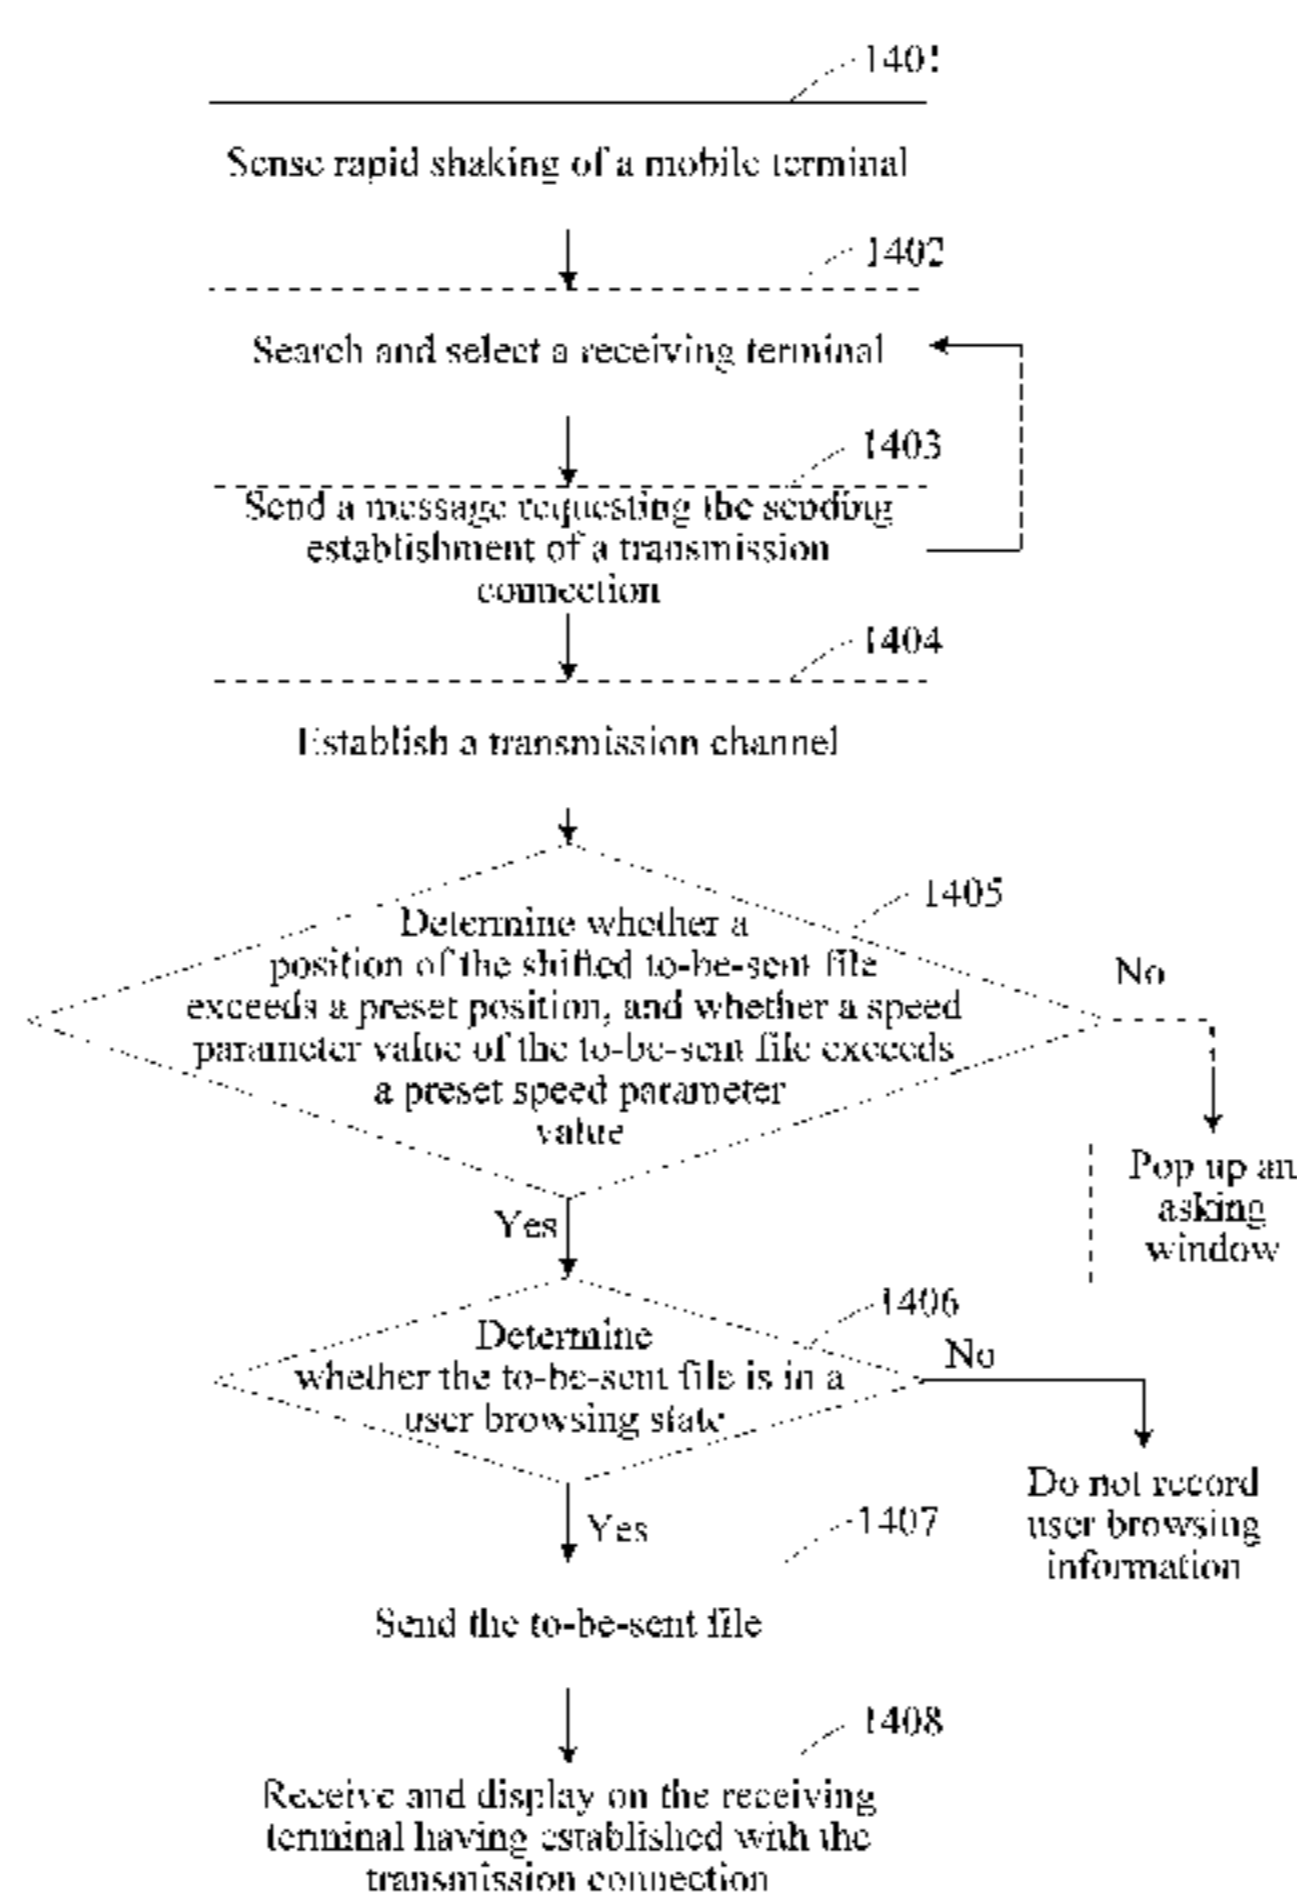 1401
Sense rapid shaking of a mobile terminal
1402
Search and select a receiving terminal
1403
Send a message requesting the sending
establishment of a transmission
connection
1404
Establish a transmission channel
1405
Determine whether a
position of the shifted to-be-sent file
exceeds a preset position, and whether a speed
parameter value of the to-be-sent file exceeds
a preset speed parameter
value
No
Pop up an
asking
window
Yes
1406
Determine
whether the to-be-sent file is in a
user browsing state
No
Do not record
user browsing
information
Yes
1407
Send the to-be-sent file
1408
Receive and display on the receiving
terminal having established with the
transmission connection